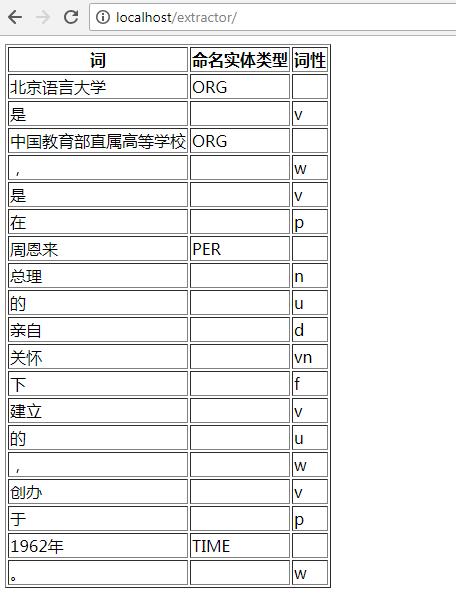 localhost/extractor/
词 命名实体类型 词性
北京语言大学 ORG
是 v
中国教育部直属高等学校 ORG
， w
是 v
在 p
周恩来 PER
总理 n
的 u
亲自 d
关怀 vn
下 f
建立 v
的 u
， w
创办 v
于 p
1962年 TIME
。 w